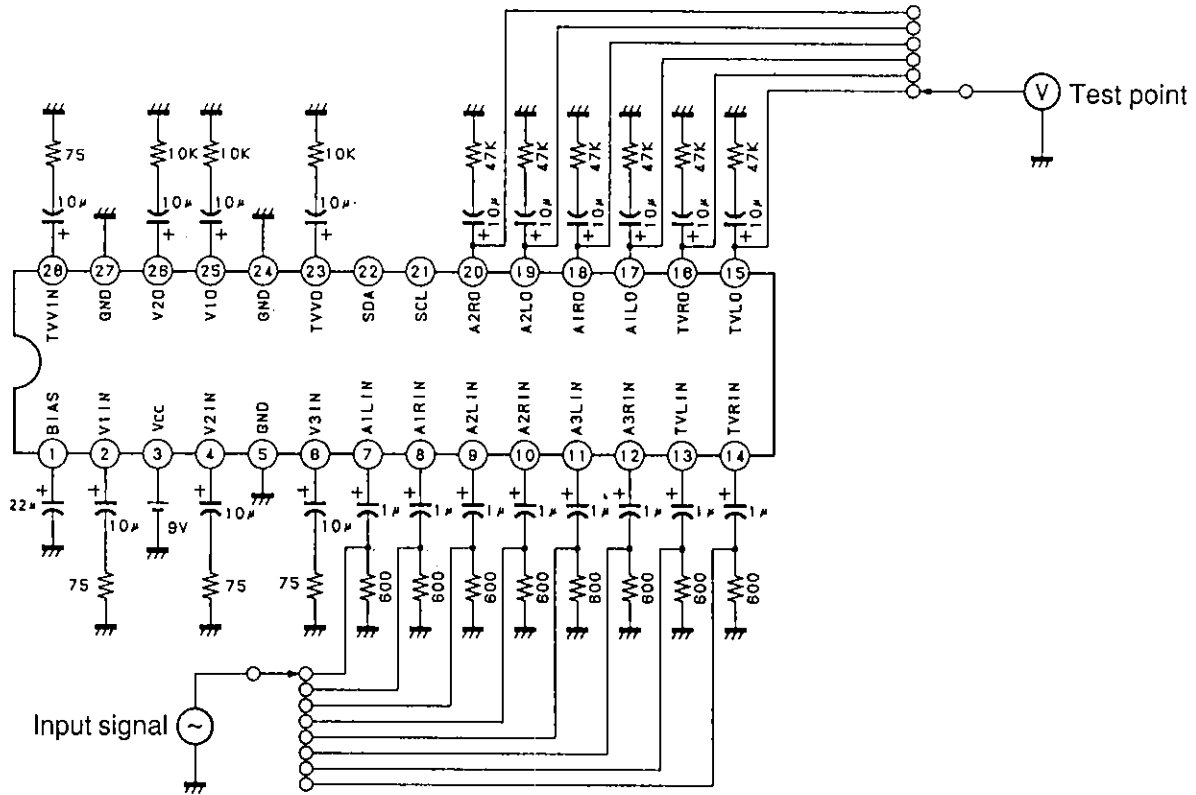 V Test point
75 10K 10K 10K 47K 47K 47K 47K 47K 47K
10μ 10μ 10μ 10μ 10μ 10μ 10μ 10μ 10μ 10μ
+ + + + + + + + + +
28 27 26 25 24 23 22 21 20 19 18 17 16 15
TVVIN GND V2O V1O GND TVVO SDA SCL A2RO A2LO A1RO A1LO TVRO TVLO
BIAS V1IN Vcc V2IN GND V3IN A1LIN A1RIN A2LIN A2RIN A3LIN A3RIN TVLIN TVRIN
1 2 3 4 5 6 7 8 9 10 11 12 13 14
+ + + + + + + + + + + +
22μ 10μ 9V 10μ 10μ 1μ 1μ 1μ 1μ 1μ 1μ 1μ 1μ
75 75 75 600 600 600 600 600 600 600 600
Input signal ~